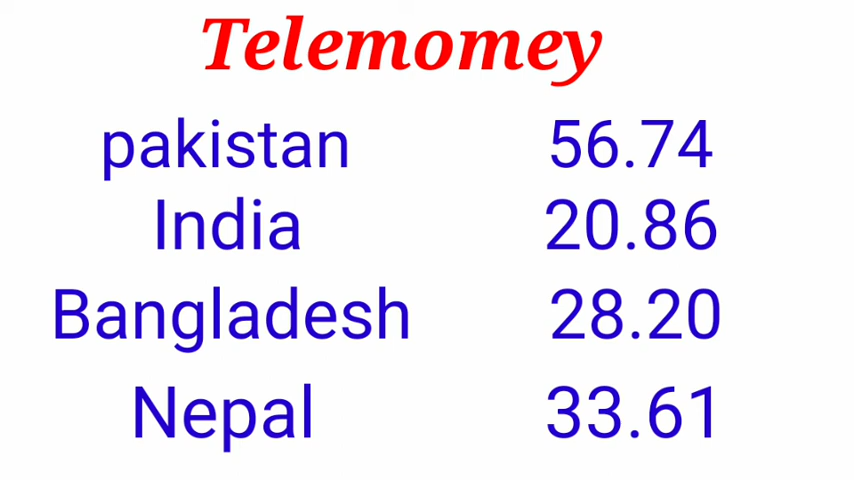 Telemomey
pakistan 56.74
India 20.86
Bangladesh 28.20
Nepal 33.61